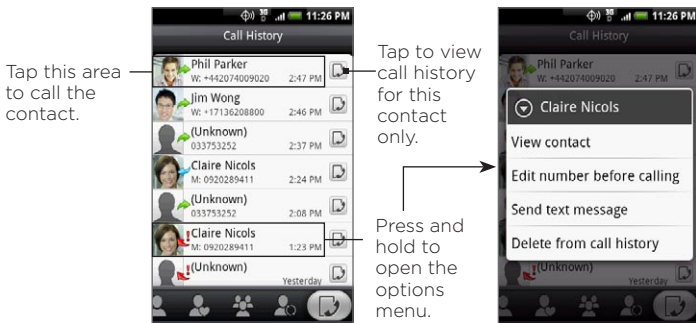 11:26 PM
Call History
Tap this area
to call the
contact.
Phil Parker
W: +442074009020 2:47 PM
Jim Wong
W: +17136208800 2:46 PM
(Unknown)
033753252 2:37 PM
Claire Nicols
M: 0920289411 2:24 PM
(Unknown)
033753252 2:08 PM
Claire Nicols
M: 0920289411 1:23 PM
(Unknown)
Yesterday
Tap to view
call history
for this
contact
only.
Press and
hold to
open the
options
menu.
3G 11:26 PM
Call History
Phil Parker
W: +442074009020 2:47 PM
Claire Nicols
View contact
Edit number before calling
Send text message
Delete from call history
(Unknown)
Yesterday